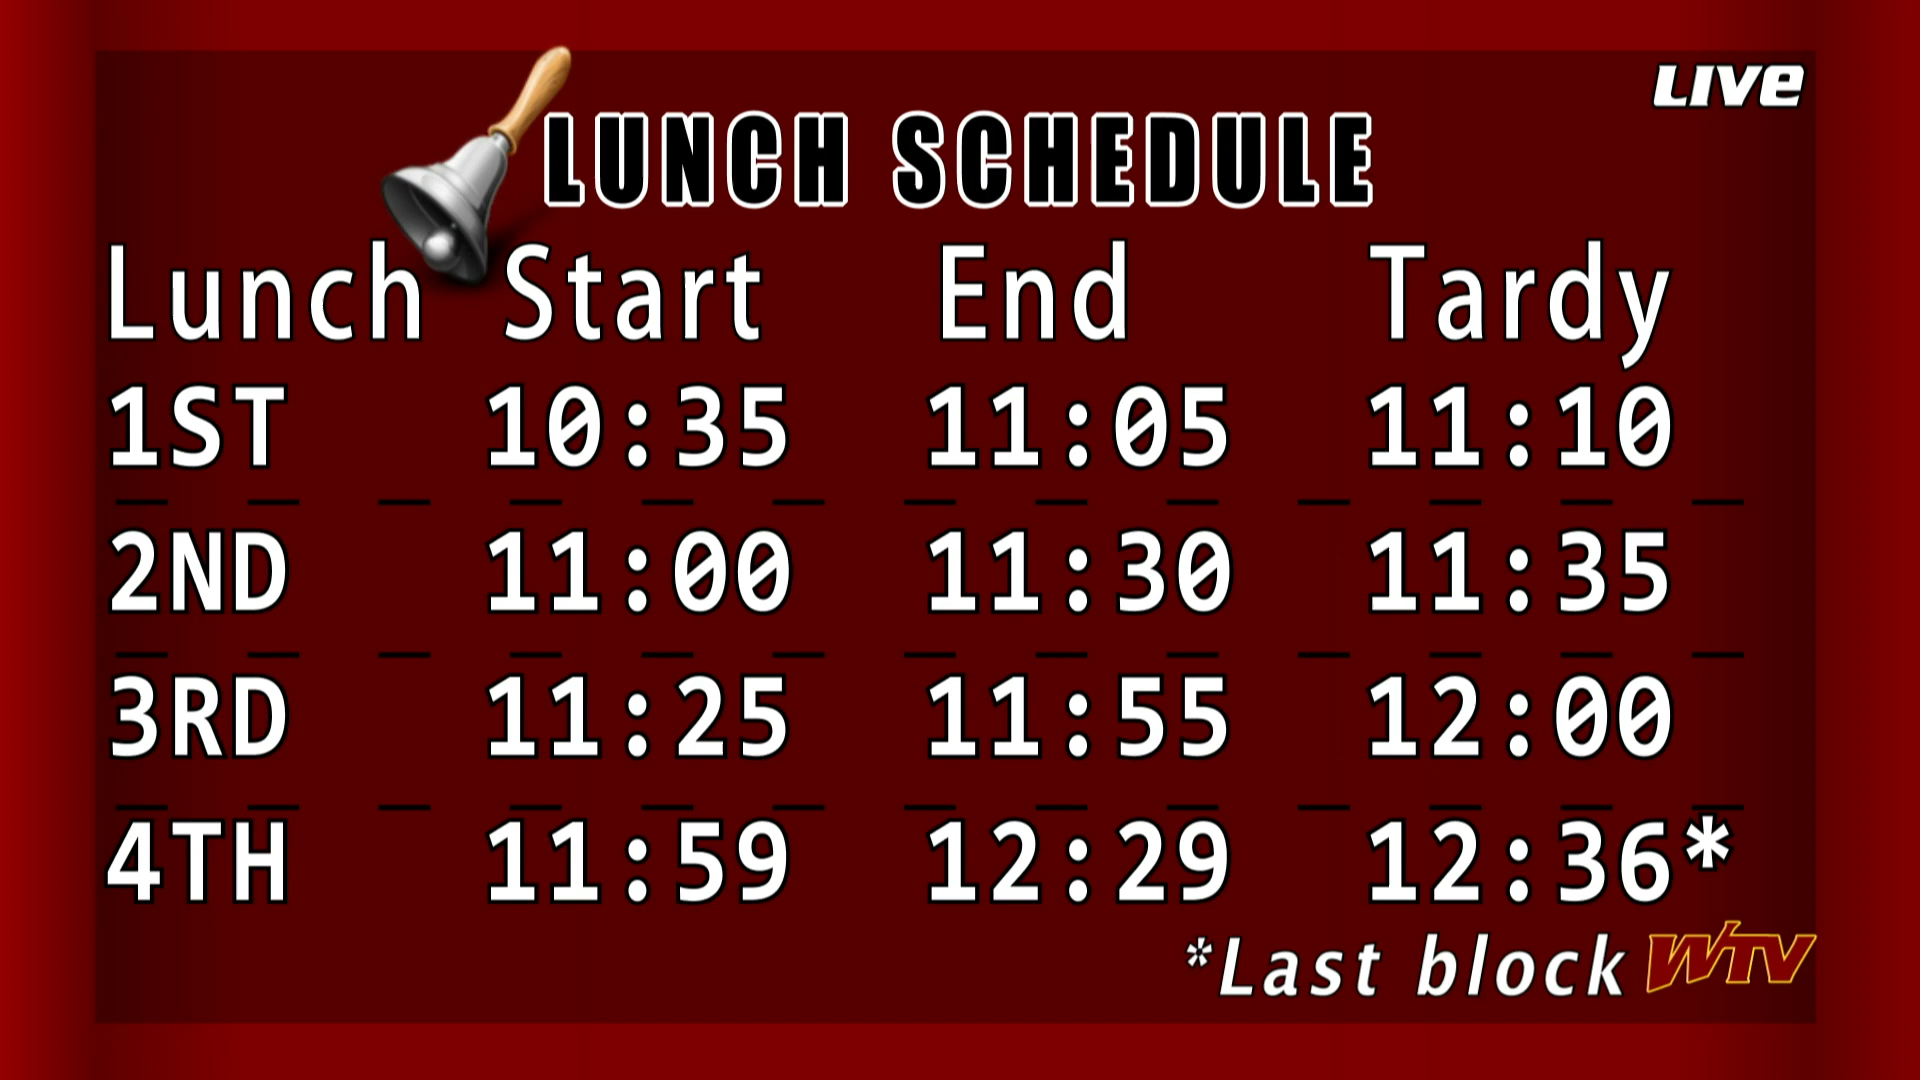 LIVe
LUNCH SCHEDULE
Lunch Start End Tardy
1ST 10:35 11:05 11:10
2ND 11:00 11:30 11:35
3RD 11:25 11:55 12:00
4TH 11:59 12:29 12:36*
*Last block WTV